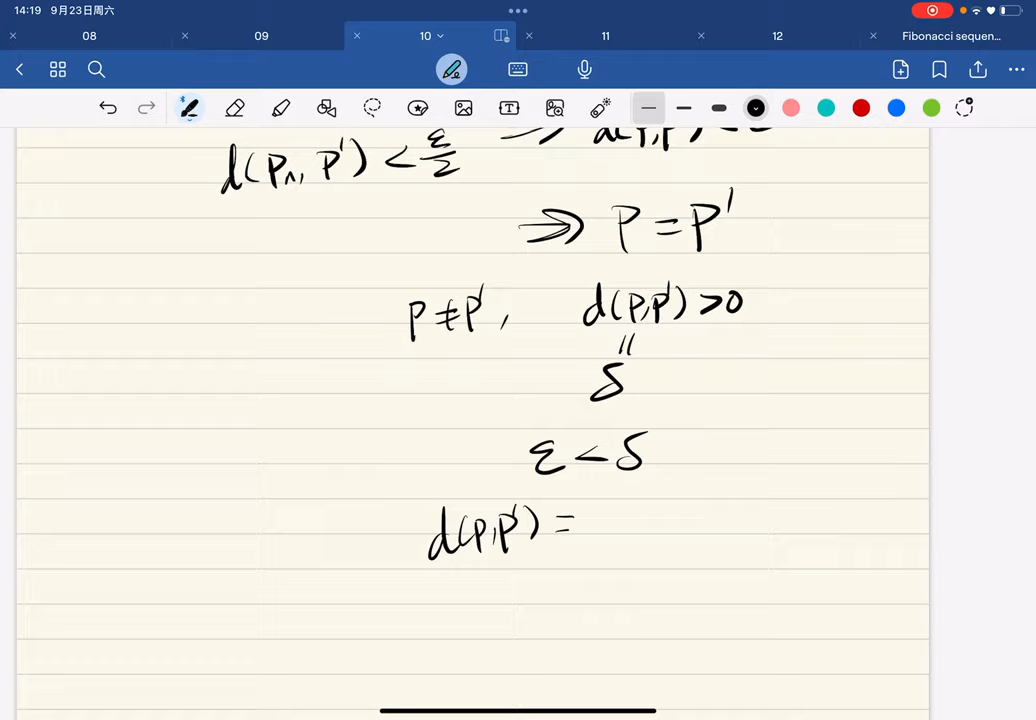 14:19 9月23日周六
08 09 10 11 12 Fibonacci sequen...
d(Pn, P') < ε/2 ⇒
⇒ P = P'
P ≠ P', d(P,P') > 0
"
δ
ε < δ
d(P,P') =